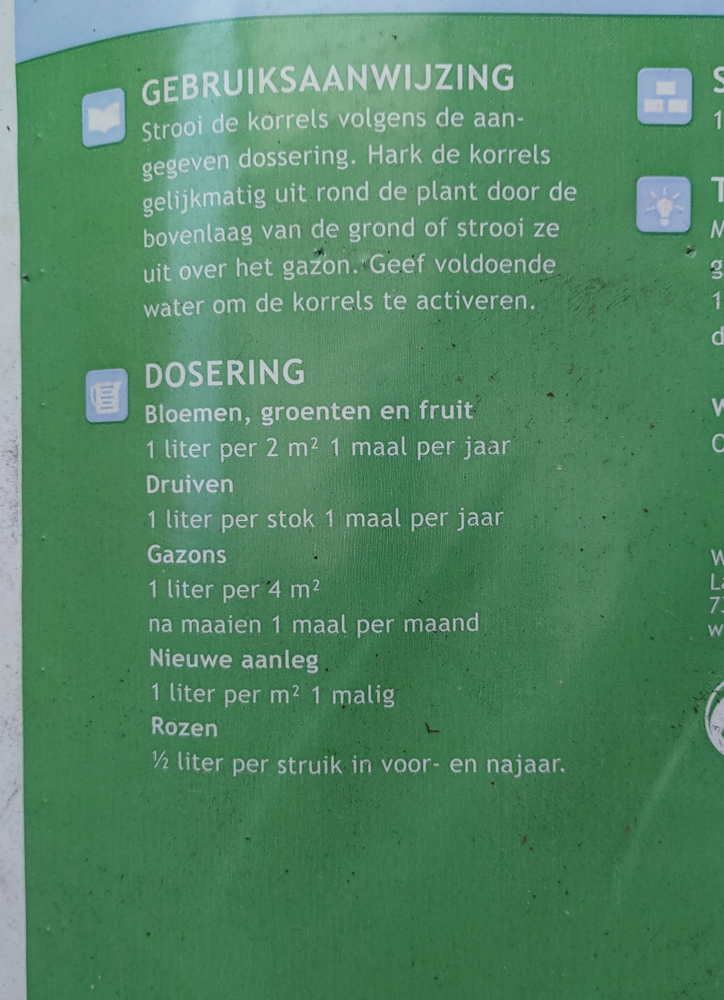 GEBRUIKSAANWIJZING
Strooi de korrels volgens de aan-
gegeven dossering. Hark de korrels
gelijkmatig uit rond de plant door de
bovenlaag van de grond of strooi ze
uit over het gazon. Geef voldoende
water om de korrels te activeren.
DOSERING
Bloemen, groenten en fruit
1 liter per 2 m² 1 maal per jaar
Druiven
1 liter per stok 1 maal per jaar
Gazons
1 liter per 4 m²
na maaien 1 maal per maand
Nieuwe aanleg
1 liter per m² 1 malig
Rozen
½ liter per struik in voor- en najaar.